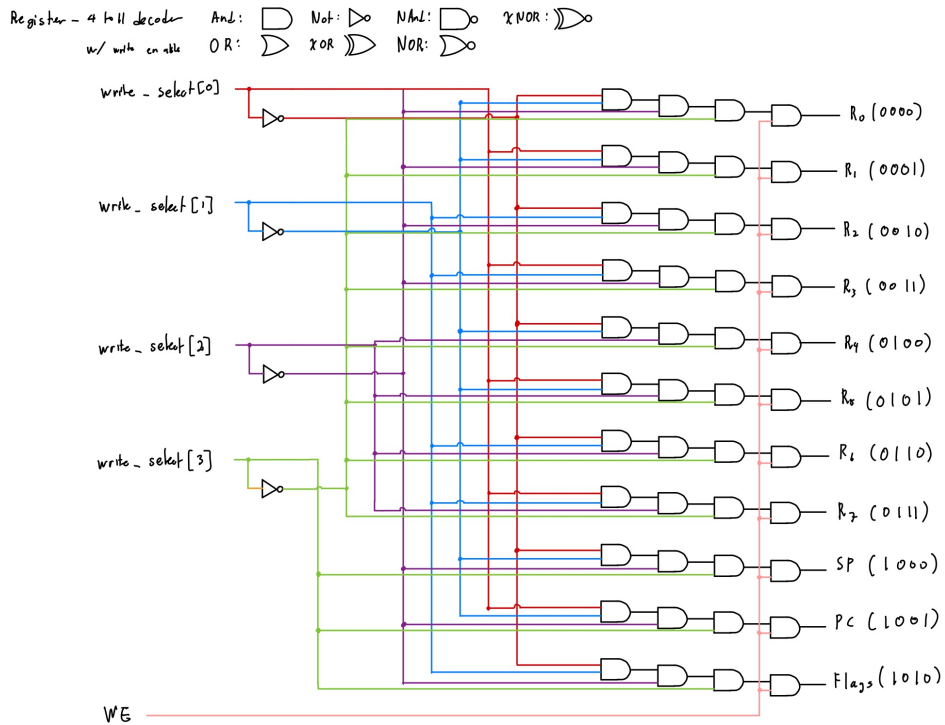 Register - 4 to 11 decoder And: Not: NAnd: XNOR:
w/ write enable OR: XOR NOR:
write_select[0]
R0 (0000)
R1 (0001)
write_select[1]
R2 (0010)
R3 (0011)
write_select[2]
R4 (0100)
R5 (0101)
write_select[3]
R6 (0110)
R7 (0111)
SP (1000)
PC (1001)
Flags (1010)
WE